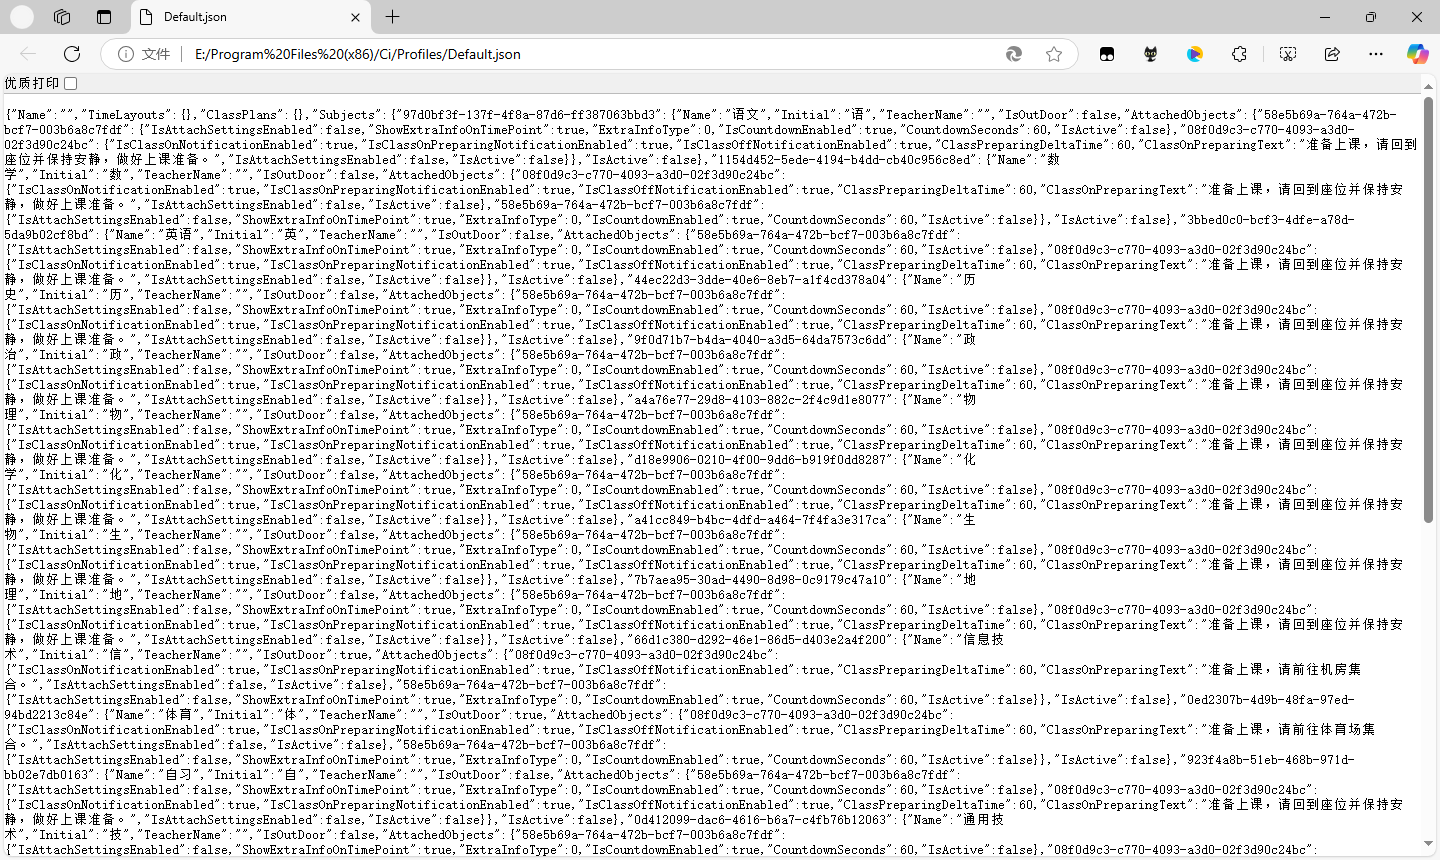 Default.json
文件
E:/Program%20Files%20(x86)/Ci/Profiles/Default.json
优质打印
{"Name":"","TimeLayouts":{},"ClassPlans":{},"Subjects":{"97d0bf3f-137f-4f8a-87d6-ff387063bbd3":{"Name":"语文","Initial":"语","TeacherName":"","IsOutDoor":false,"AttachedObjects":{"58e5b69a-764a-472b-
bcf7-003b6a8c7fdf":{"IsAttachSettingsEnabled":false,"ShowExtraInfoOnTimePoint":true,"ExtraInfoType":0,"IsCountdownEnabled":true,"CountdownSeconds":60,"IsActive":false},"08f0d9c3-c770-4093-a3d0-
02f3d90c24bc":{"IsClassOnNotificationEnabled":true,"IsClassOnPreparingNotificationEnabled":true,"IsClassOffNotificationEnabled":true,"ClassPreparingDeltaTime":60,"ClassOnPreparingText":"准备上课，请回到
座位并保持安静，做好上课准备。","IsAttachSettingsEnabled":false,"IsActive":false}},"IsActive":false},"1154d452-5ede-4194-b4dd-cb40c956c8ed":{"Name":"数
学","Initial":"数","TeacherName":"","IsOutDoor":false,"AttachedObjects":{"08f0d9c3-c770-4093-a3d0-02f3d90c24bc":
{"IsClassOnNotificationEnabled":true,"IsClassOnPreparingNotificationEnabled":true,"IsClassOffNotificationEnabled":true,"ClassPreparingDeltaTime":60,"ClassOnPreparingText":"准备上课，请回到座位并保持安
静，做好上课准备。","IsAttachSettingsEnabled":false,"IsActive":false},"58e5b69a-764a-472b-bcf7-003b6a8c7fdf":
{"IsAttachSettingsEnabled":false,"ShowExtraInfoOnTimePoint":true,"ExtraInfoType":0,"IsCountdownEnabled":true,"CountdownSeconds":60,"IsActive":false}},"IsActive":false},"3bbed0c0-bcf3-4dfe-a78d-
5da9b02cf8bd":{"Name":"英语","Initial":"英","TeacherName":"","IsOutDoor":false,"AttachedObjects":{"58e5b69a-764a-472b-bcf7-003b6a8c7fdf":
{"IsAttachSettingsEnabled":false,"ShowExtraInfoOnTimePoint":true,"ExtraInfoType":0,"IsCountdownEnabled":true,"CountdownSeconds":60,"IsActive":false},"08f0d9c3-c770-4093-a3d0-02f3d90c24bc":
{"IsClassOnNotificationEnabled":true,"IsClassOnPreparingNotificationEnabled":true,"IsClassOffNotificationEnabled":true,"ClassPreparingDeltaTime":60,"ClassOnPreparingText":"准备上课，请回到座位并保持安
静，做好上课准备。","IsAttachSettingsEnabled":false,"IsActive":false}},"IsActive":false},"44ec22d3-3dde-40e6-8eb7-a1f4cd378a04":{"Name":"历
史","Initial":"历","TeacherName":"","IsOutDoor":false,"AttachedObjects":{"58e5b69a-764a-472b-bcf7-003b6a8c7fdf":
{"IsAttachSettingsEnabled":false,"ShowExtraInfoOnTimePoint":true,"ExtraInfoType":0,"IsCountdownEnabled":true,"CountdownSeconds":60,"IsActive":false},"08f0d9c3-c770-4093-a3d0-02f3d90c24bc":
{"IsClassOnNotificationEnabled":true,"IsClassOnPreparingNotificationEnabled":true,"IsClassOffNotificationEnabled":true,"ClassPreparingDeltaTime":60,"ClassOnPreparingText":"准备上课，请回到座位并保持安
静，做好上课准备。","IsAttachSettingsEnabled":false,"IsActive":false}},"IsActive":false},"9f0d71b7-bbda-4040-a3d5-64da7573c6dd":{"Name":"政
治","Initial":"政","TeacherName":"","IsOutDoor":false,"AttachedObjects":{"58e5b69a-764a-472b-bcf7-003b6a8c7fdf":
{"IsAttachSettingsEnabled":false,"ShowExtraInfoOnTimePoint":true,"ExtraInfoType":0,"IsCountdownEnabled":true,"CountdownSeconds":60,"IsActive":false},"08f0d9c3-c770-4093-a3d0-02f3d90c24bc":
{"IsClassOnNotificationEnabled":true,"IsClassOnPreparingNotificationEnabled":true,"IsClassOffNotificationEnabled":true,"ClassPreparingDeltaTime":60,"ClassOnPreparingText":"准备上课，请回到座位并保持安
静，做好上课准备。","IsAttachSettingsEnabled":false,"IsActive":false}},"IsActive":false},"a4a76e77-29d8-4103-882c-2f4c9d1e8077":{"Name":"物
理","Initial":"物","TeacherName":"","IsOutDoor":false,"AttachedObjects":{"58e5b69a-764a-472b-bcf7-003b6a8c7fdf":
{"IsAttachSettingsEnabled":false,"ShowExtraInfoOnTimePoint":true,"ExtraInfoType":0,"IsCountdownEnabled":true,"CountdownSeconds":60,"IsActive":false},"08f0d9c3-c770-4093-a3d0-02f3d90c24bc":
{"IsClassOnNotificationEnabled":true,"IsClassOnPreparingNotificationEnabled":true,"IsClassOffNotificationEnabled":true,"ClassPreparingDeltaTime":60,"ClassOnPreparingText":"准备上课，请回到座位并保持安
静，做好上课准备。","IsAttachSettingsEnabled":false,"IsActive":false}},"IsActive":false},"d18e9906-0210-4f00-9dd6-b919f0dd8287":{"Name":"化
学","Initial":"化","TeacherName":"","IsOutDoor":false,"AttachedObjects":{"58e5b69a-764a-472b-bcf7-003b6a8c7fdf":
{"IsAttachSettingsEnabled":false,"ShowExtraInfoOnTimePoint":true,"ExtraInfoType":0,"IsCountdownEnabled":true,"CountdownSeconds":60,"IsActive":false},"08f0d9c3-c770-4093-a3d0-02f3d90c24bc":
{"IsClassOnNotificationEnabled":true,"IsClassOnPreparingNotificationEnabled":true,"IsClassOffNotificationEnabled":true,"ClassPreparingDeltaTime":60,"ClassOnPreparingText":"准备上课，请回到座位并保持安
静，做好上课准备。","IsAttachSettingsEnabled":false,"IsActive":false}},"IsActive":false},"a41cc849-b4bc-4dfd-a464-7f4fa3e317ca":{"Name":"生
物","Initial":"生","TeacherName":"","IsOutDoor":false,"AttachedObjects":{"58e5b69a-764a-472b-bcf7-003b6a8c7fdf":
{"IsAttachSettingsEnabled":false,"ShowExtraInfoOnTimePoint":true,"ExtraInfoType":0,"IsCountdownEnabled":true,"CountdownSeconds":60,"IsActive":false},"08f0d9c3-c770-4093-a3d0-02f3d90c24bc":
{"IsClassOnNotificationEnabled":true,"IsClassOnPreparingNotificationEnabled":true,"IsClassOffNotificationEnabled":true,"ClassPreparingDeltaTime":60,"ClassOnPreparingText":"准备上课，请回到座位并保持安
静，做好上课准备。","IsAttachSettingsEnabled":false,"IsActive":false}},"IsActive":false},"7b7aea95-30ad-4490-8d98-0c9179c47a10":{"Name":"地
理","Initial":"地","TeacherName":"","IsOutDoor":false,"AttachedObjects":{"58e5b69a-764a-472b-bcf7-003b6a8c7fdf":
{"IsAttachSettingsEnabled":false,"ShowExtraInfoOnTimePoint":true,"ExtraInfoType":0,"IsCountdownEnabled":true,"CountdownSeconds":60,"IsActive":false},"08f0d9c3-c770-4093-a3d0-02f3d90c24bc":
{"IsClassOnNotificationEnabled":true,"IsClassOnPreparingNotificationEnabled":true,"IsClassOffNotificationEnabled":true,"ClassPreparingDeltaTime":60,"ClassOnPreparingText":"准备上课，请回到座位并保持安
静，做好上课准备。","IsAttachSettingsEnabled":false,"IsActive":false}},"IsActive":false},"66d1c380-d292-46e1-86d5-d403e2a4f200":{"Name":"信息技
术","Initial":"信","TeacherName":"","IsOutDoor":true,"AttachedObjects":{"08f0d9c3-c770-4093-a3d0-02f3d90c24bc":
{"IsClassOnNotificationEnabled":true,"IsClassOnPreparingNotificationEnabled":true,"IsClassOffNotificationEnabled":true,"ClassPreparingDeltaTime":60,"ClassOnPreparingText":"准备上课，请前往机房集
合。","IsAttachSettingsEnabled":false,"IsActive":false},"58e5b69a-764a-472b-bcf7-003b6a8c7fdf":
{"IsAttachSettingsEnabled":false,"ShowExtraInfoOnTimePoint":true,"ExtraInfoType":0,"IsCountdownEnabled":true,"CountdownSeconds":60,"IsActive":false}},"IsActive":false},"0ed2307b-4d9b-48fa-97ed-
94bd2213c84e":{"Name":"体育","Initial":"体","TeacherName":"","IsOutDoor":true,"AttachedObjects":{"08f0d9c3-c770-4093-a3d0-02f3d90c24bc":
{"IsClassOnNotificationEnabled":true,"IsClassOnPreparingNotificationEnabled":true,"IsClassOffNotificationEnabled":true,"ClassPreparingDeltaTime":60,"ClassOnPreparingText":"准备上课，请前往体育场集
合。","IsAttachSettingsEnabled":false,"IsActive":false},"58e5b69a-764a-472b-bcf7-003b6a8c7fdf":
{"IsAttachSettingsEnabled":false,"ShowExtraInfoOnTimePoint":true,"ExtraInfoType":0,"IsCountdownEnabled":true,"CountdownSeconds":60,"IsActive":false}},"IsActive":false},"923f4a8b-51eb-468b-971d-
bb02e7db0163":{"Name":"自习","Initial":"自","TeacherName":"","IsOutDoor":false,"AttachedObjects":{"58e5b69a-764a-472b-bcf7-003b6a8c7fdf":
{"IsAttachSettingsEnabled":false,"ShowExtraInfoOnTimePoint":true,"ExtraInfoType":0,"IsCountdownEnabled":true,"CountdownSeconds":60,"IsActive":false},"08f0d9c3-c770-4093-a3d0-02f3d90c24bc":
{"IsClassOnNotificationEnabled":true,"IsClassOnPreparingNotificationEnabled":true,"IsClassOffNotificationEnabled":true,"ClassPreparingDeltaTime":60,"ClassOnPreparingText":"准备上课，请回到座位并保持安
静，做好上课准备。","IsAttachSettingsEnabled":false,"IsActive":false}},"IsActive":false},"0d412099-dac6-4616-b6a7-c4fb76b12063":{"Name":"通用技
术","Initial":"技","TeacherName":"","IsOutDoor":false,"AttachedObjects":{"58e5b69a-764a-472b-bcf7-003b6a8c7fdf":
{"IsAttachSettingsEnabled":false,"ShowExtraInfoOnTimePoint":true,"ExtraInfoType":0,"IsCountdownEnabled":true,"CountdownSeconds":60,"IsActive":false},"08f0d9c3-c770-4093-a3d0-02f3d90c24bc":